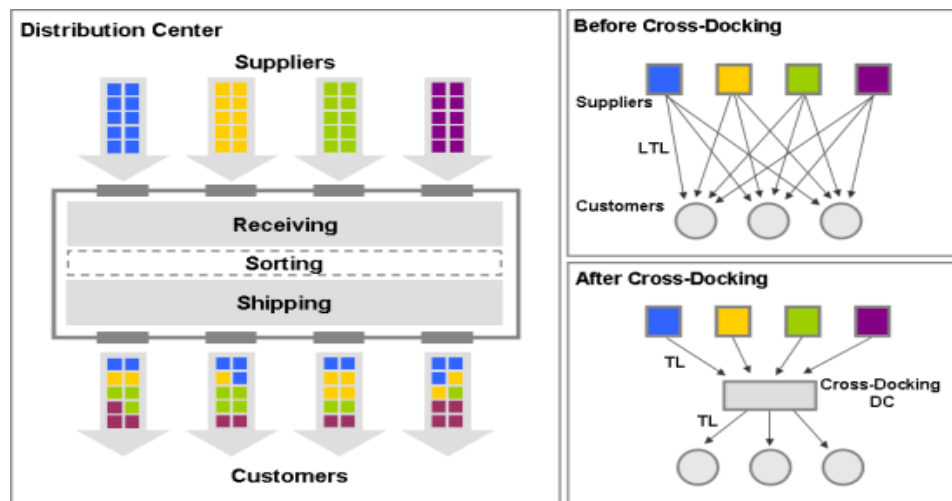 Distribution Center
Suppliers
Receiving
Sorting
Shipping
Customers
Before Cross-Docking
Suppliers
LTL
Customers
After Cross-Docking
TL
Cross-Docking
DC
TL